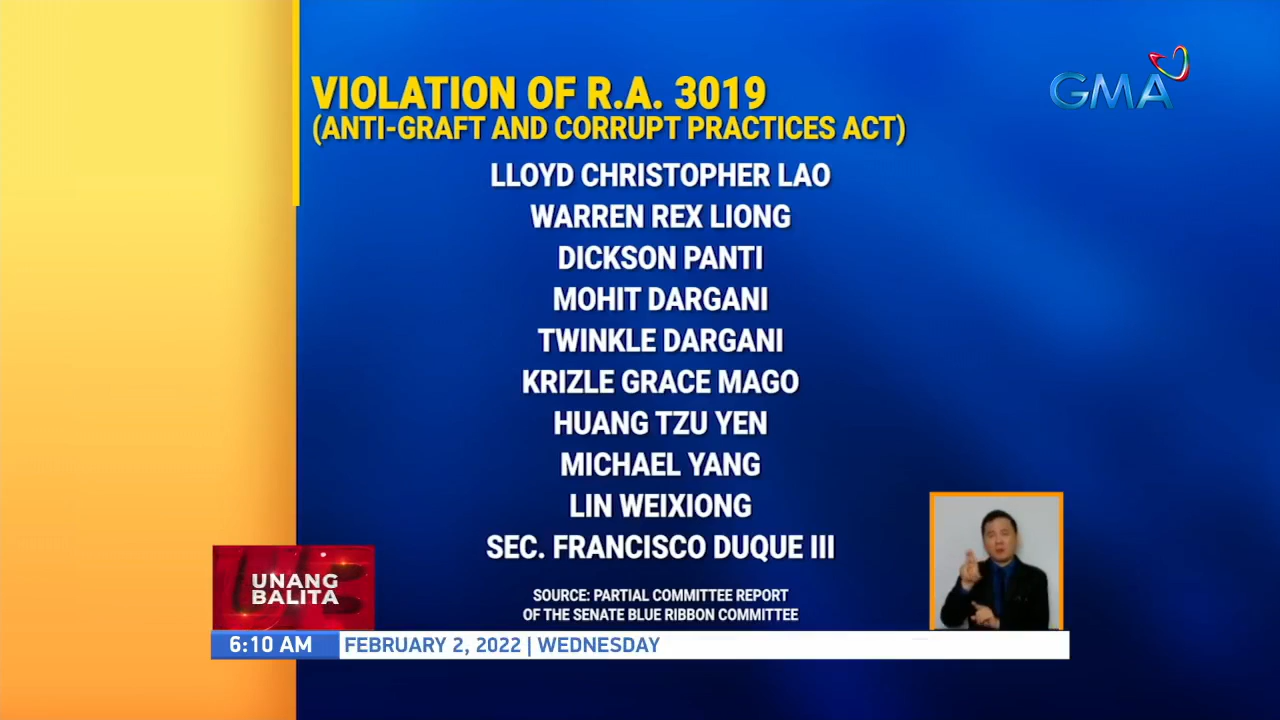 VIOLATION OF R.A. 3019
(ANTI-GRAFT AND CORRUPT PRACTICES ACT)
GMA
LLOYD CHRISTOPHER LAO
WARREN REX LIONG
DICKSON PANTI
MOHIT DARGANI
TWINKLE DARGANI
KRIZLE GRACE MAGO
HUANG TZU YEN
MICHAEL YANG
LIN WEIXIONG
SEC. FRANCISCO DUQUE III
SOURCE: PARTIAL COMMITTEE REPORT
OF THE SENATE BLUE RIBBON COMMITTEE
UNANG
BALITA
6:10 AM FEBRUARY 2, 2022 | WEDNESDAY